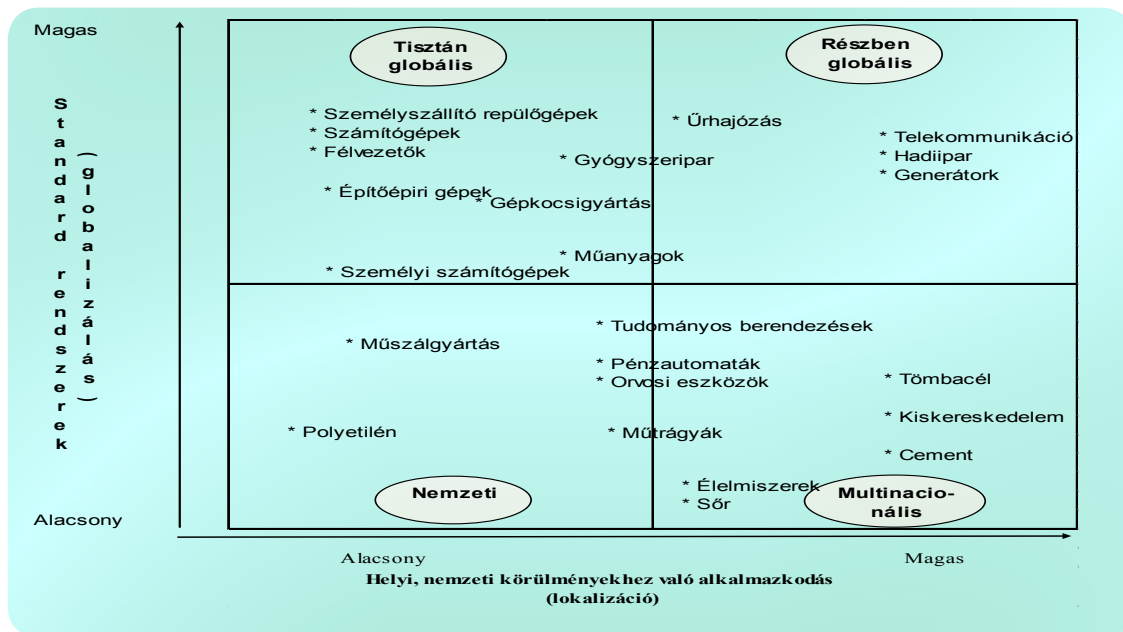 Magas
Tisztán
globális
Részben
globális
* Személyszállító repülőgépek
* Számítógépek
* Félvezetők
* Gyógyszeripar
* Építőépiri gépek
* Gépkocsigyártás
* Műanyagok
* Személyi számítógépek
* Űrhajózás
* Telekommunikáció
* Hadiipar
* Generátork
Standard rendszerek
(globalizálás)
* Műszálgyártás
* Polyetilén
Nemzeti
* Tudományos berendezések
* Pénzautomaták
* Orvosi eszközök
* Műtrágyák
* Tömbacél
* Kiskereskedelem
* Cement
* Élelmiszerek
* Sőr
Multinacio-
nális
Alacsony
Alacsony
Magas
Helyi, nemzeti körülményekhez való alkalmazkodás
(lokalizáció)